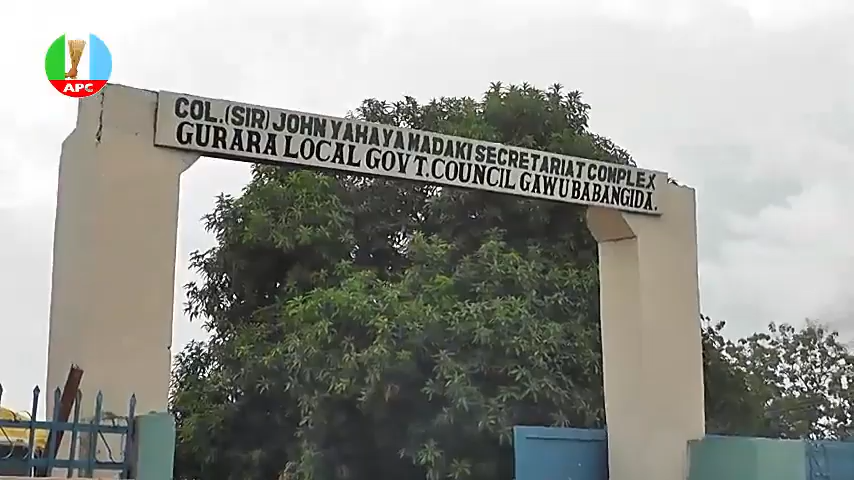 APC
COL.(SIR) JOHN YAHAYA MADAKI SECRETARIAT COMPLEX
GURARA LOCAL GOVT.COUNCIL GAWU BABANGIDA.